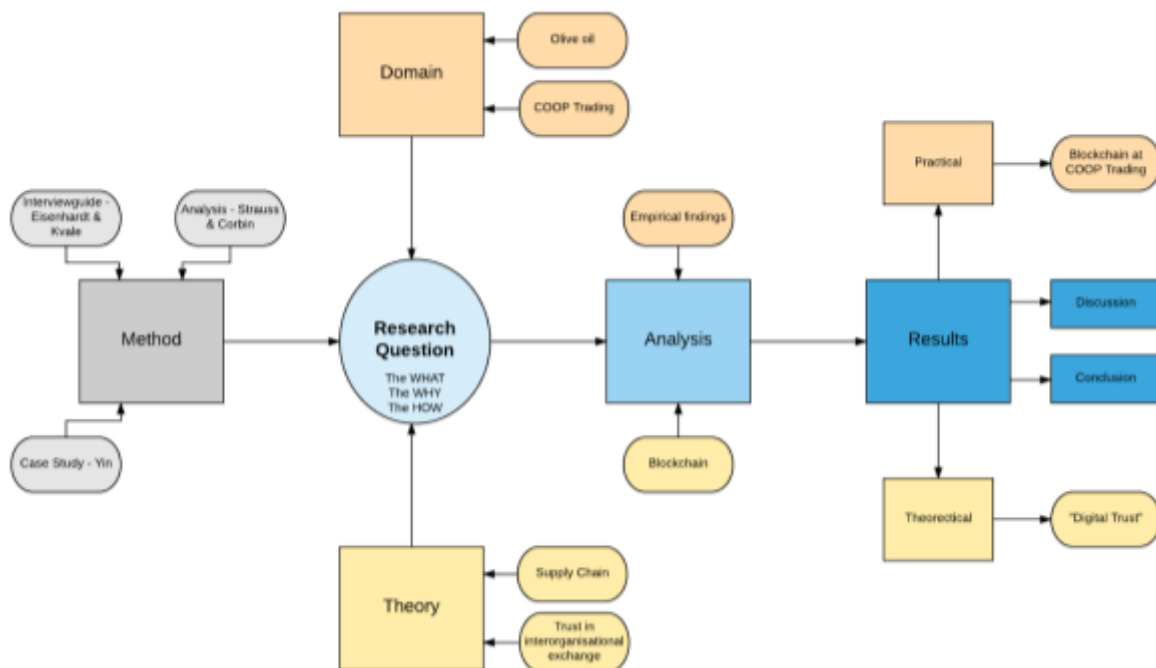 Olive oil
Domain
COOP Trading
Practical
Blockchain at
COOP Trading
Interviewguide -
Eisenhardt &
Kvale
Analysis - Strauss
& Corbin
Empirical findings
Method
Research
Question
The WHAT
The WHY
The HOW
Analysis
Results
Discussion
Conclusion
Case Study - Yin
Blockchain
Theorectical
"Digital Trust"
Supply Chain
Theory
Trust in
interorganisational
exchange